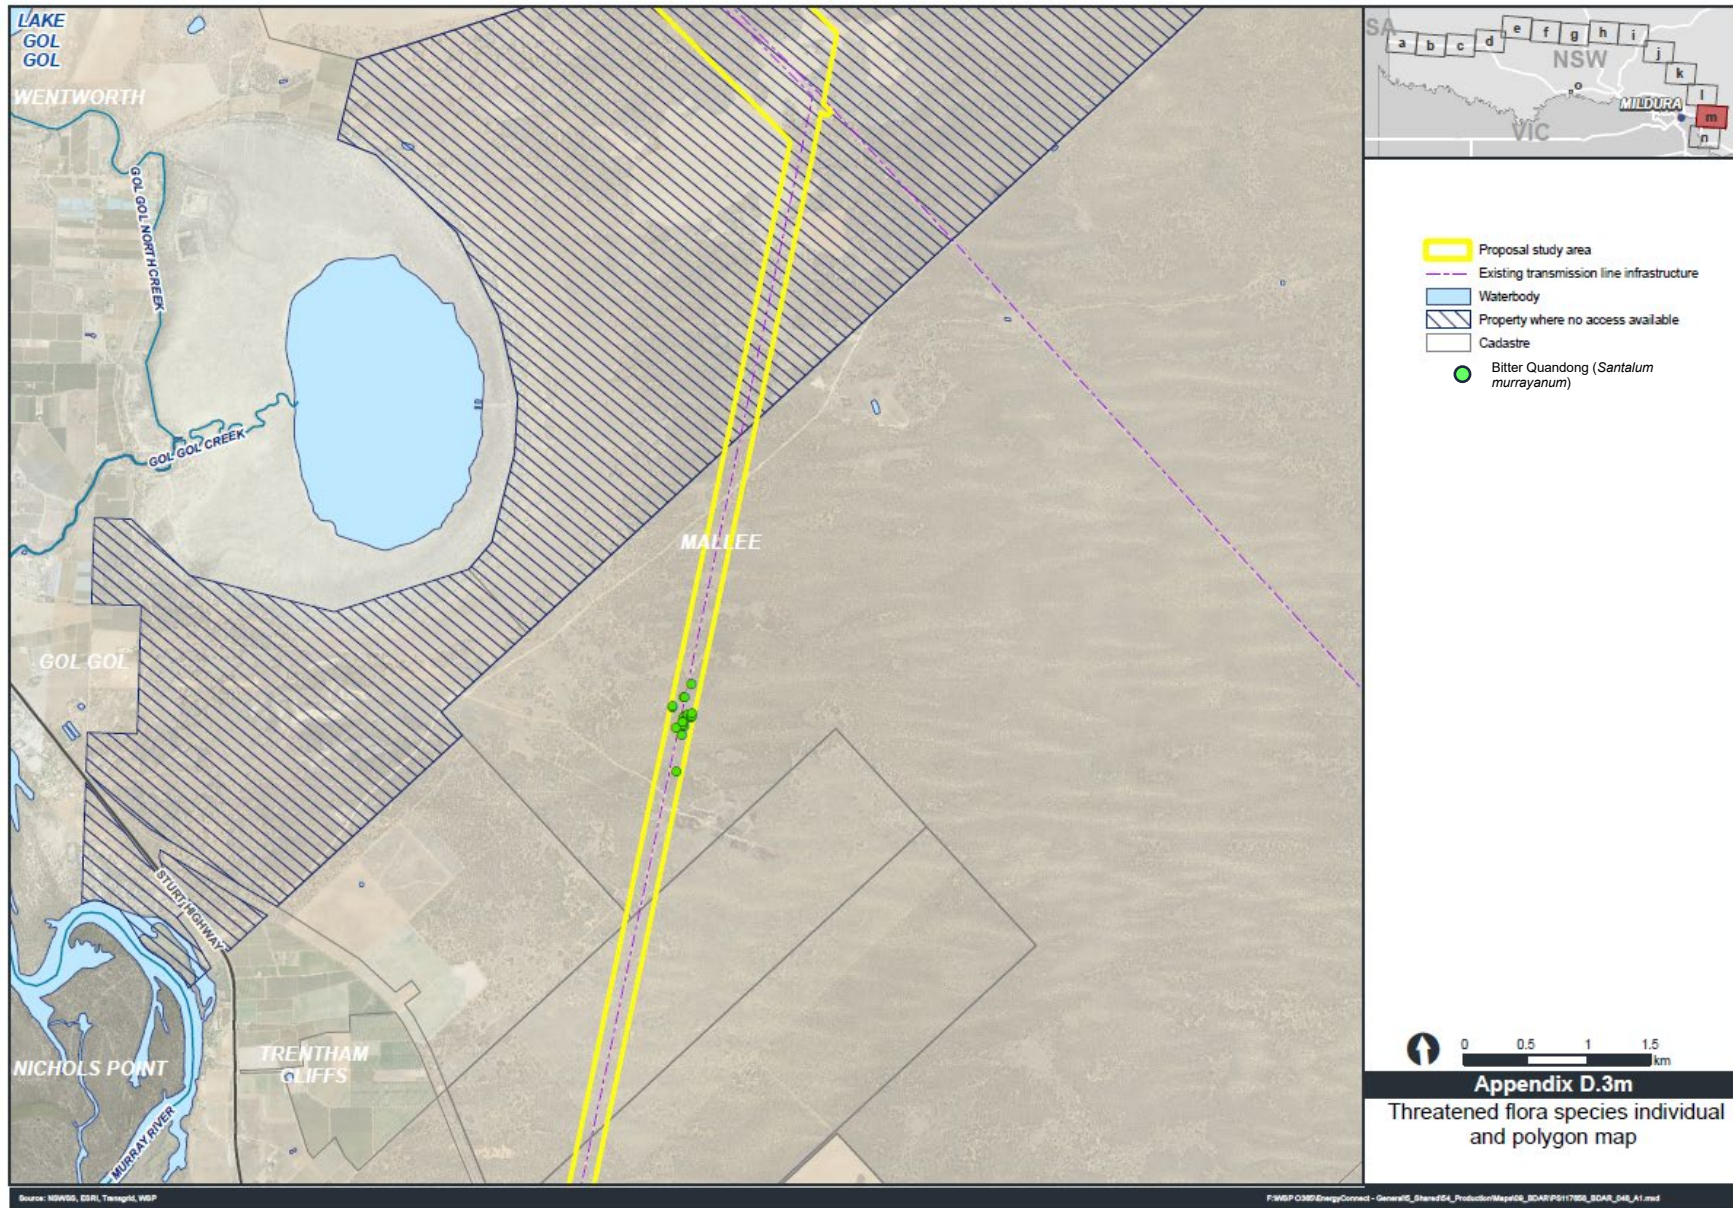 LAKE
GOL
GOL
WENTWORTH
GOL GOL NORTH CREEK
GOL GOL CREEK
MALLEE
GOL GOL
STURT HIGHWAY
NICHOLS POINT
TRENTHAM
CLIFFS
MURRAY RIVER
SA
a
b
c
d
e
f
g
h
i
j
k
l
m
n
o
p
NSW
MILDURA
VIC
Proposal study area
Existing transmission line infrastructure
Waterbody
Property where no access available
Cadastre
Bitter Quandong (Santalum
murrayanum)
0 0.5 1 1.5
km
Appendix D.3m
Threatened flora species individual
and polygon map
Source: NSWSS, ESRI, Transgrid, WSP